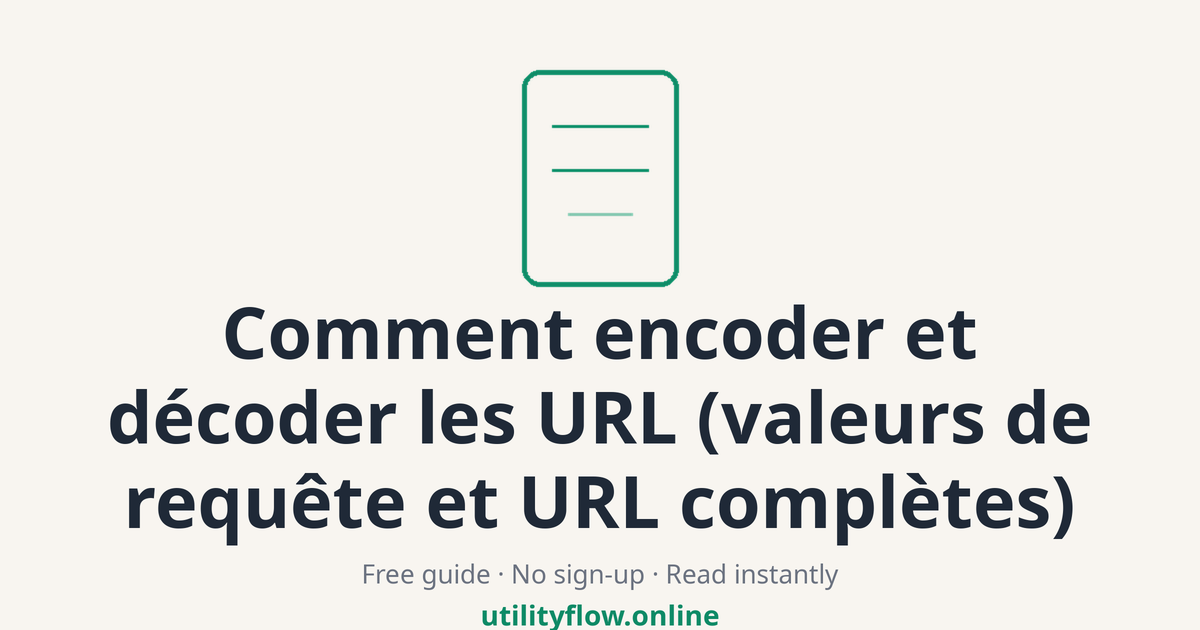 Comment encoder et
décoder les URL (valeurs de
requête et URL complètes)
Free guide · No sign-up · Read instantly
utilityflow.online